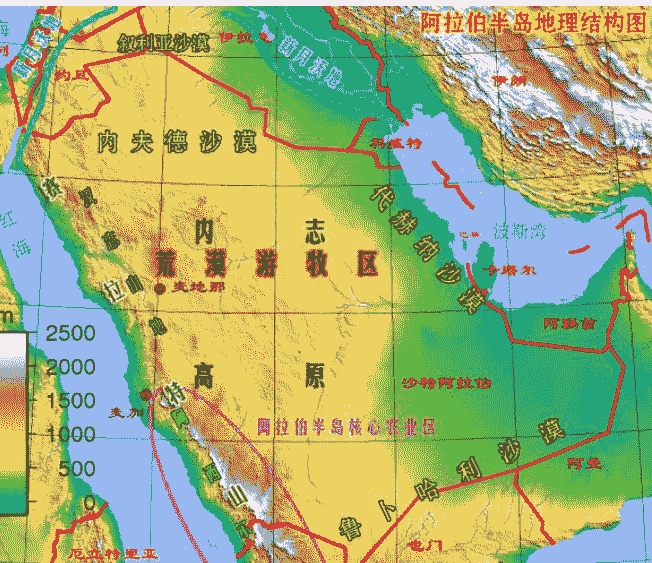 阿拉伯半岛地理结构图
叙利亚沙漠
伊拉克
新月沃地
伊朗
约旦
内夫德沙漠
科威特
代赫纳沙漠
红海
波斯湾
内志
荒漠游牧区
卡塔尔
麦地那
阿联酋
高原
沙特阿拉伯
麦加
阿拉伯半岛核心农业区
m
2500
2000
1500
1000
500
0
鲁卜哈利沙漠
阿曼
也门
厄立特里亚